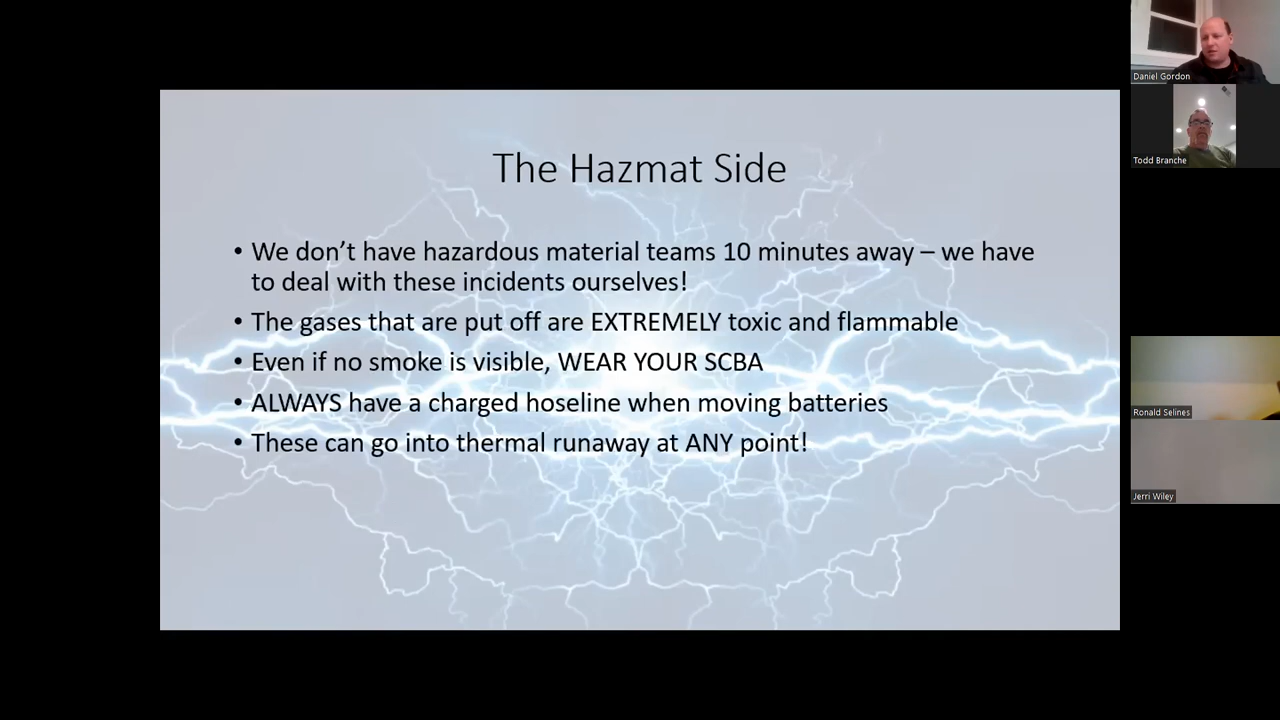 The Hazmat Side
• We don’t have hazardous material teams 10 minutes away – we have
to deal with these incidents ourselves!
• The gases that are put off are EXTREMELY toxic and flammable
• Even if no smoke is visible, WEAR YOUR SCBA
• ALWAYS have a charged hoseline when moving batteries
• These can go into thermal runaway at ANY point!
Daniel Gordon
Todd Branche
Ronald Selines
Jerri Wiley